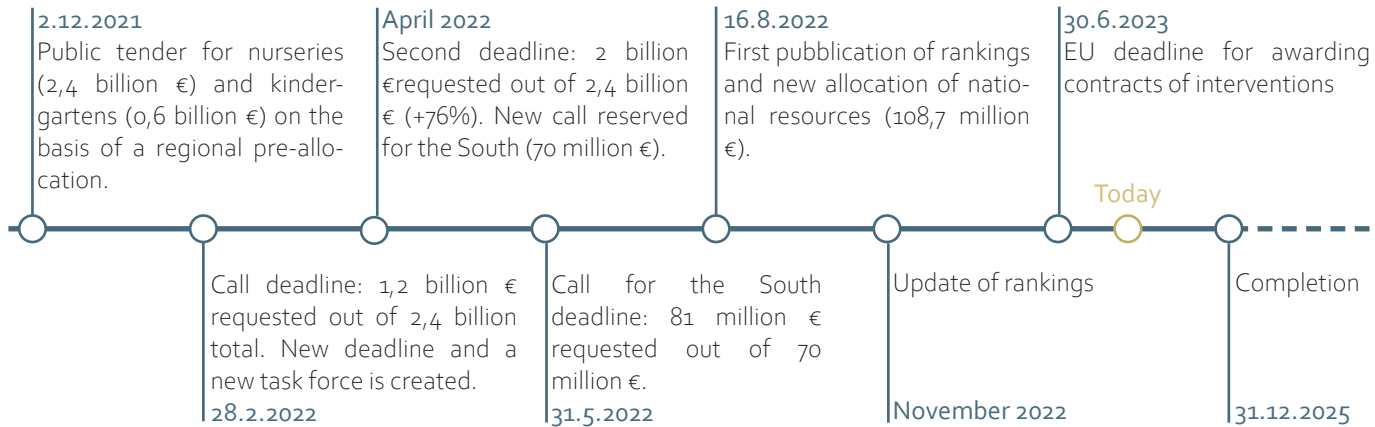 2.12.2021
Public tender for nurseries
(2,4 billion €) and kinder-
gartens (0,6 billion €) on the
basis of a regional pre-allo-
cation.
April 2022
Second deadline: 2 billion
€requested out of 2,4 billion
€ (+76%). New call reserved
for the South (70 million €).
16.8.2022
First pubblication of rankings
and new allocation of natio-
nal resources (108,7 million
€).
30.6.2023
EU deadline for awarding
contracts of interventions
Today
Call deadline: 1,2 billion €
requested out of 2,4 billion
total. New deadline and a
new task force is created.
28.2.2022
Call for the South
deadline: 81 million €
requested out of 70
million €.
31.5.2022
Update of rankings
November 2022
Completion
31.12.2025